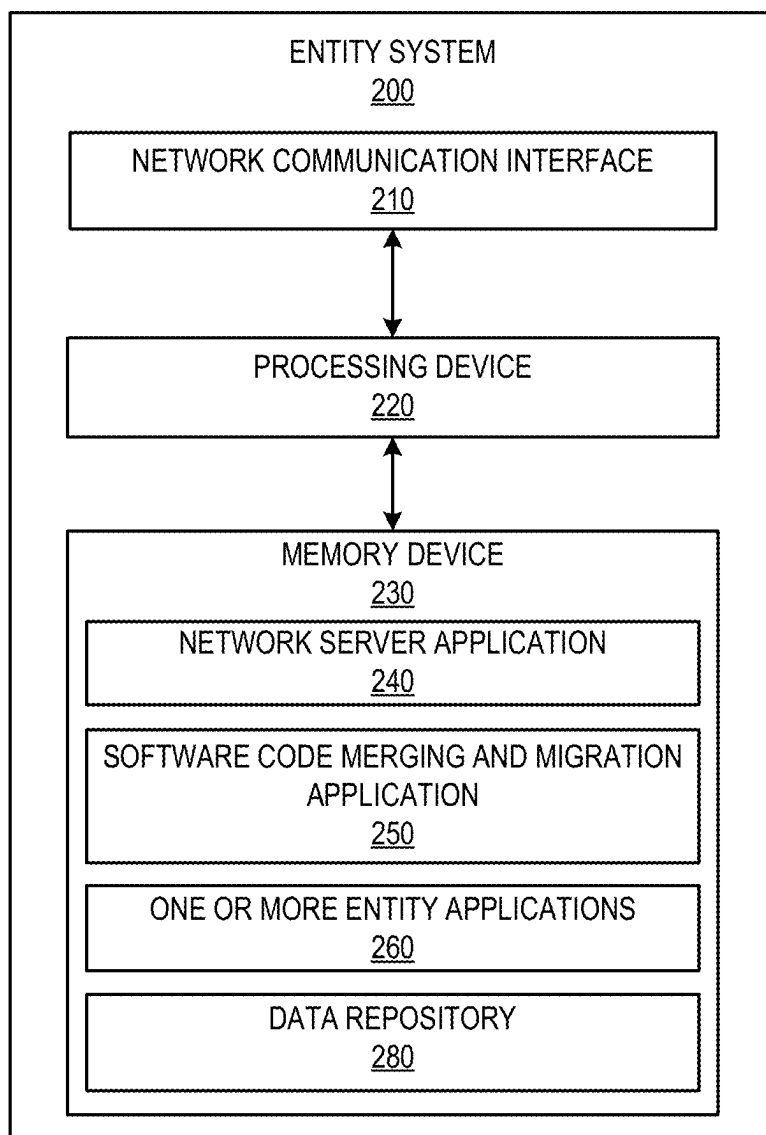 ENTITY SYSTEM
200
NETWORK COMMUNICATION INTERFACE
210
PROCESSING DEVICE
220
MEMORY DEVICE
230
NETWORK SERVER APPLICATION
240
SOFTWARE CODE MERGING AND MIGRATION
APPLICATION
250
ONE OR MORE ENTITY APPLICATIONS
260
DATA REPOSITORY
280